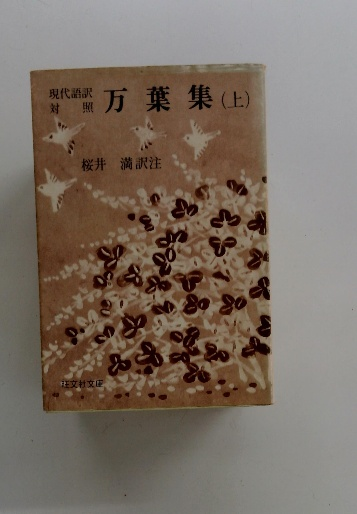 現代語訳
対照 万葉集(上)
桜井 満訳注
旺文社文庫